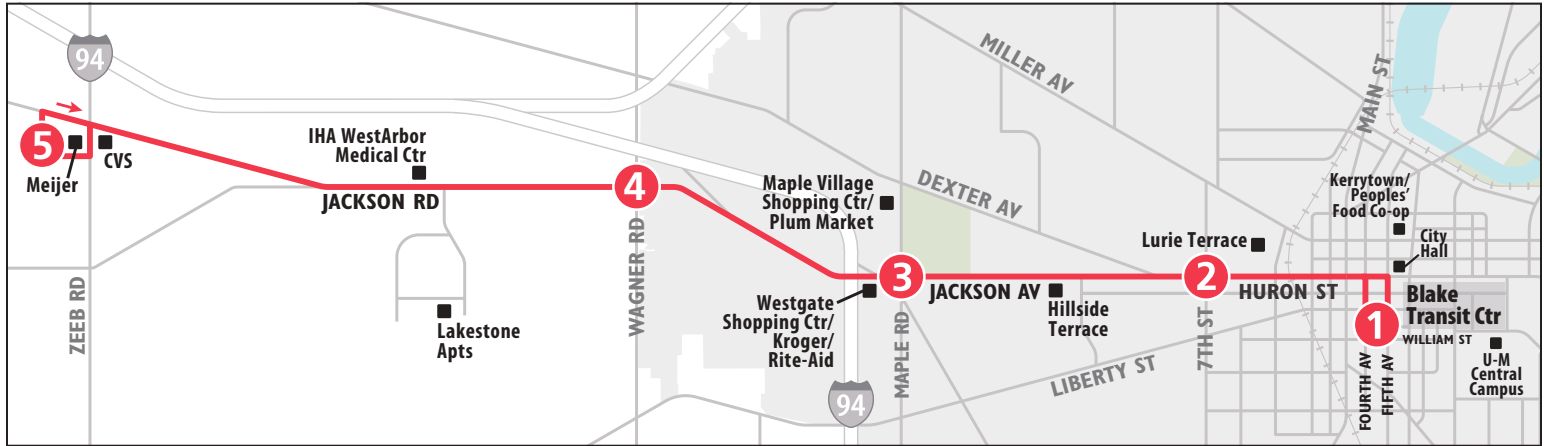 94
5
Meijer
CVS
ZEEB RD
IHA WestArbor
Medical Ctr
JACKSON RD
Lakestone
Apts
4
WAGNER RD
Maple Village
Shopping Ctr/
Plum Market
3
Westgate
Shopping Ctr/
Kroger/
Rite-Aid
94
MAPLE RD
JACKSON AV
Hillside
Terrace
DEXTER AV
MILLER AV
LIBERTY ST
Lurie Terrace
2
7TH ST
HURON ST
MAIN ST
Kerrytown/
Peoples'
Food Co-op
City
Hall
1
Blake
Transit Ctr
WILLIAM ST
FOURTH AV
FIFTH AV
U-M
Central
Campus